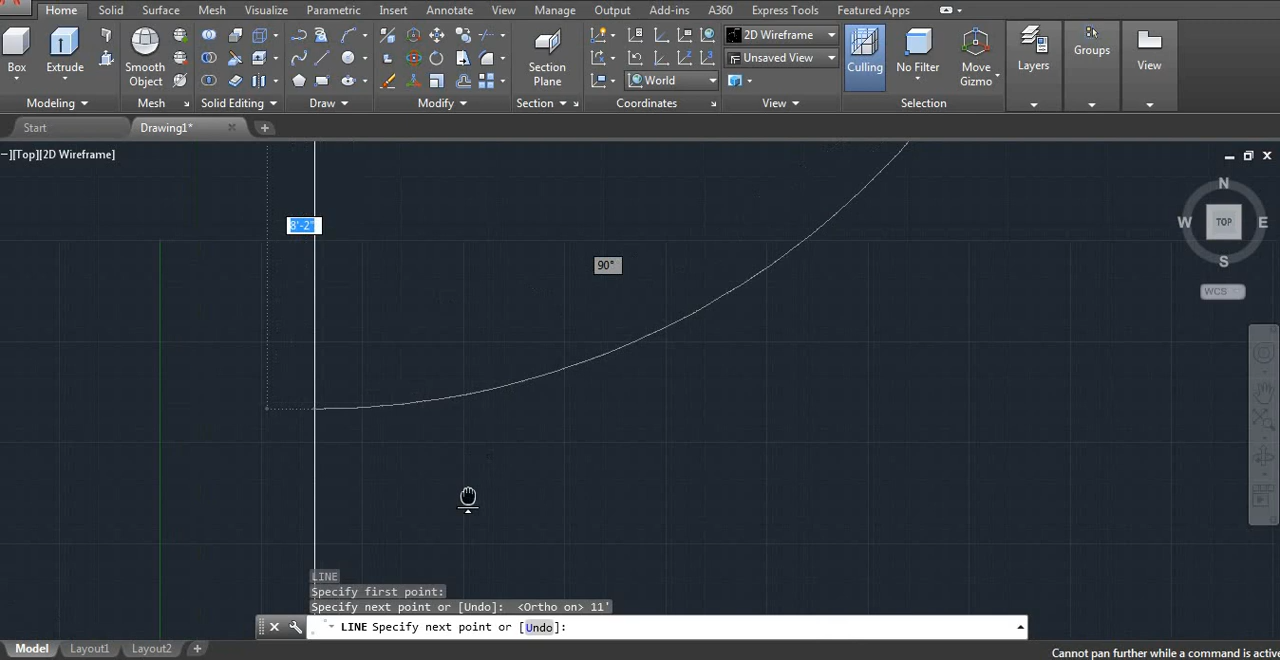 Home Solid Surface Mesh Visualize Parametric Insert Annotate View Manage Output Add-ins A360 Express Tools Featured Apps
2D Wireframe
Unsaved View
World
Box Extrude Smooth Object Section Plane Culling No Filter Move Gizmo Layers Groups View
Modeling Mesh Solid Editing Draw Modify Section Coordinates View Selection
Start Drawing1*
−][Top][2D Wireframe]
N
W TOP E
S
WCS
8'-2"
90°
LINE
Specify first point:
Specify next point or [Undo]: <Ortho on> 11'
LINE Specify next point or [Undo]:
Model Layout1 Layout2
Cannot pan further while a command is active